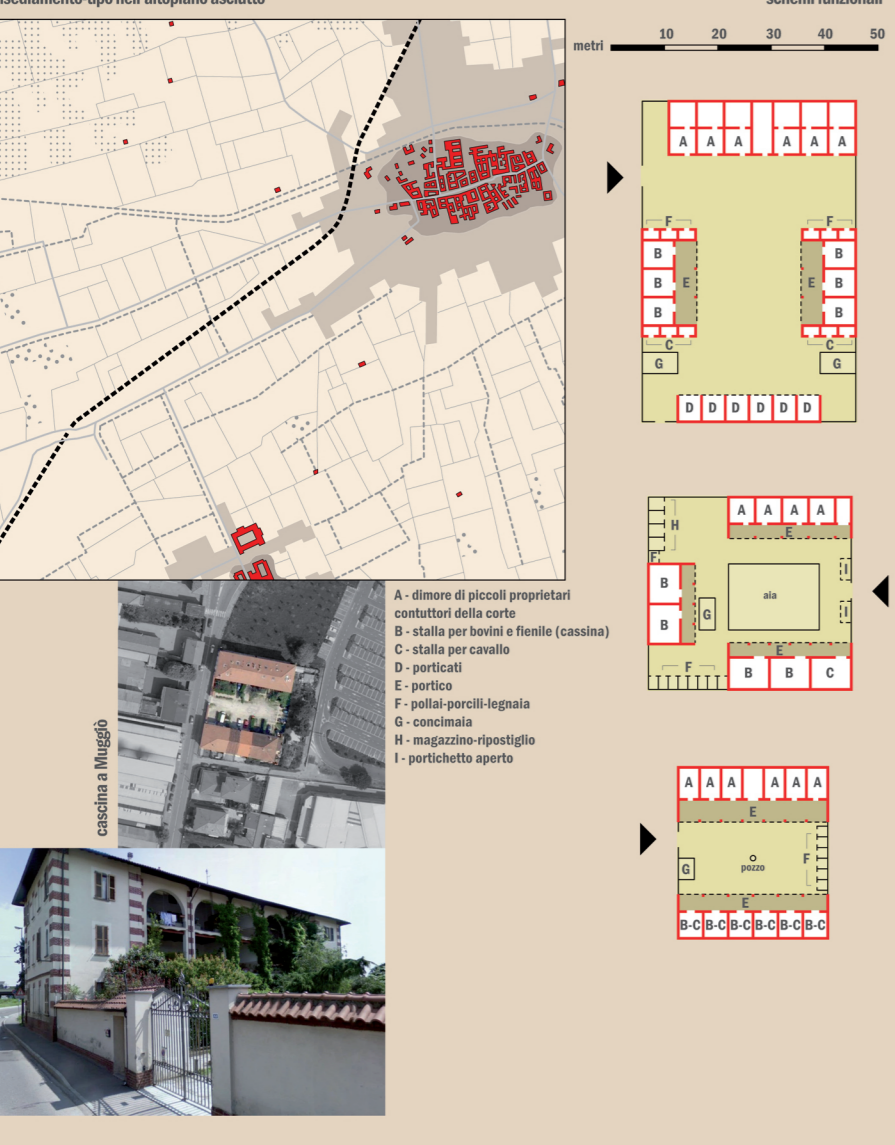 insediamento-tipo nell'altopiano asciutto
schemi funzionali
metri 10 20 30 40 50
A A A A A A
F F
B B
B E E B
B B
C C
G G
D D D D D D
A A A A
H E
F I
B aia
G I
B E
F B B C
A - dimore di piccoli proprietari
contuttori della corte
B - stalla per bovini e fienile (cassina)
C - stalla per cavallo
D - porticati
E - portico
F - pollai-porcili-legnaia
G - concimaia
H - magazzino-ripostiglio
I - portichetto aperto
cascina a Muggiò
A A A A A A
E
F
G pozzo
E
B-C B-C B-C B-C B-C B-C